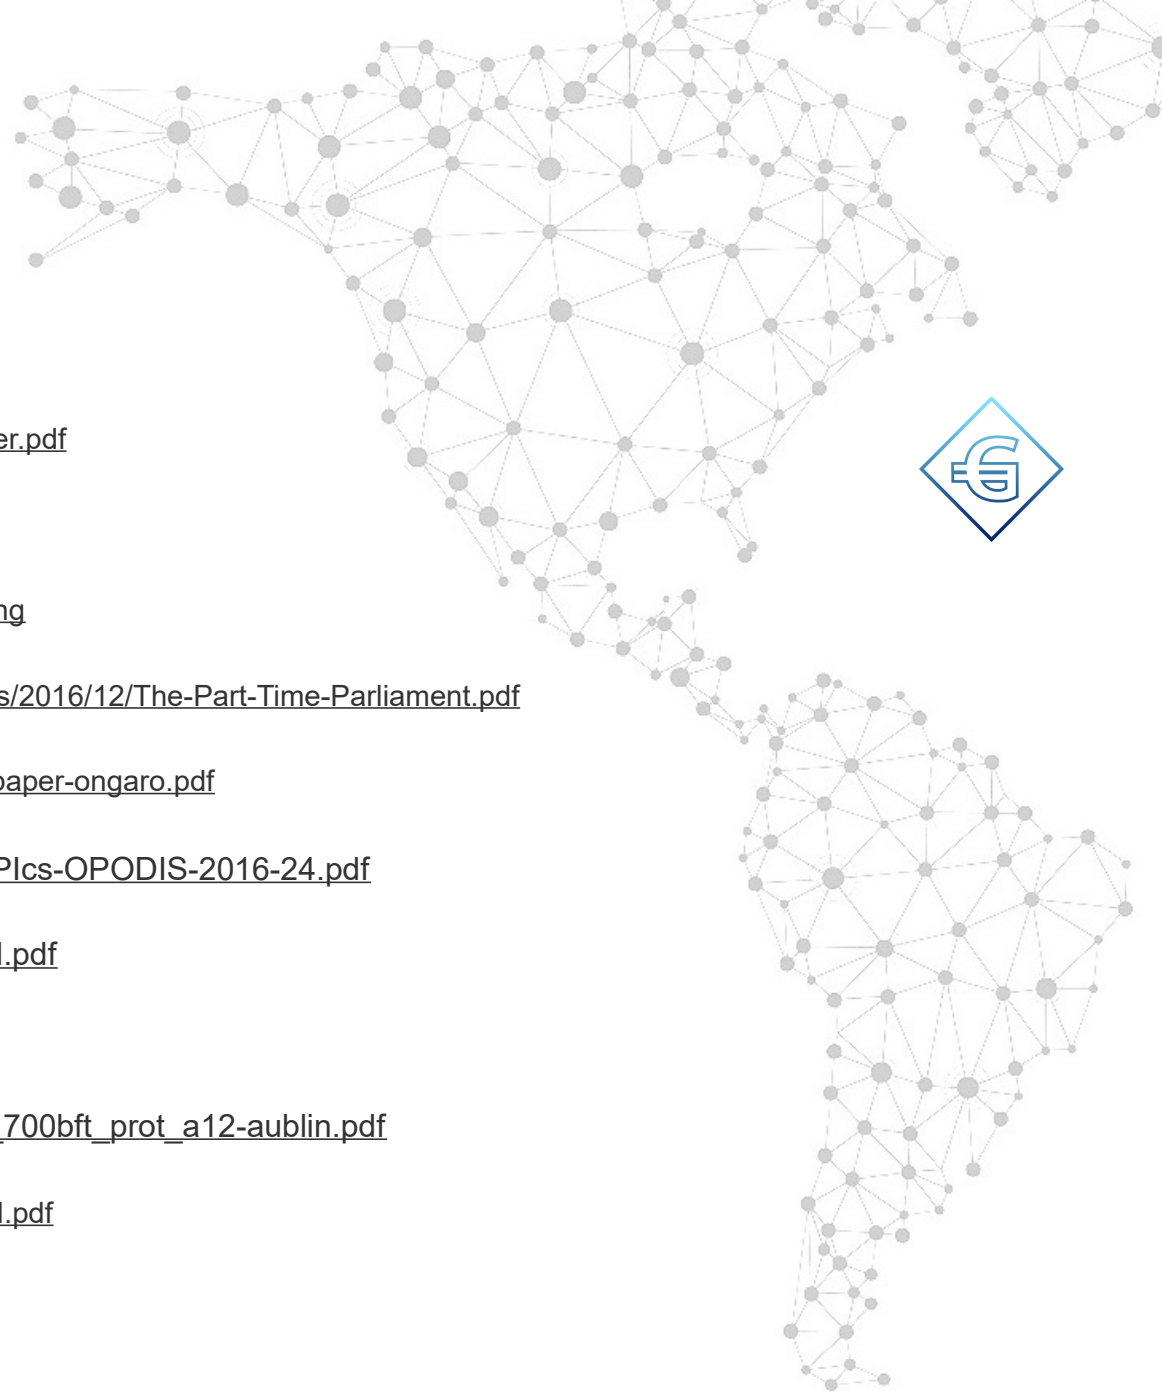 er.pdf
ng
s/2016/12/The-Part-Time-Parliament.pdf
paper-ongaro.pdf
PIcs-OPODIS-2016-24.pdf
l.pdf
_700bft_prot_a12-aublin.pdf
l.pdf